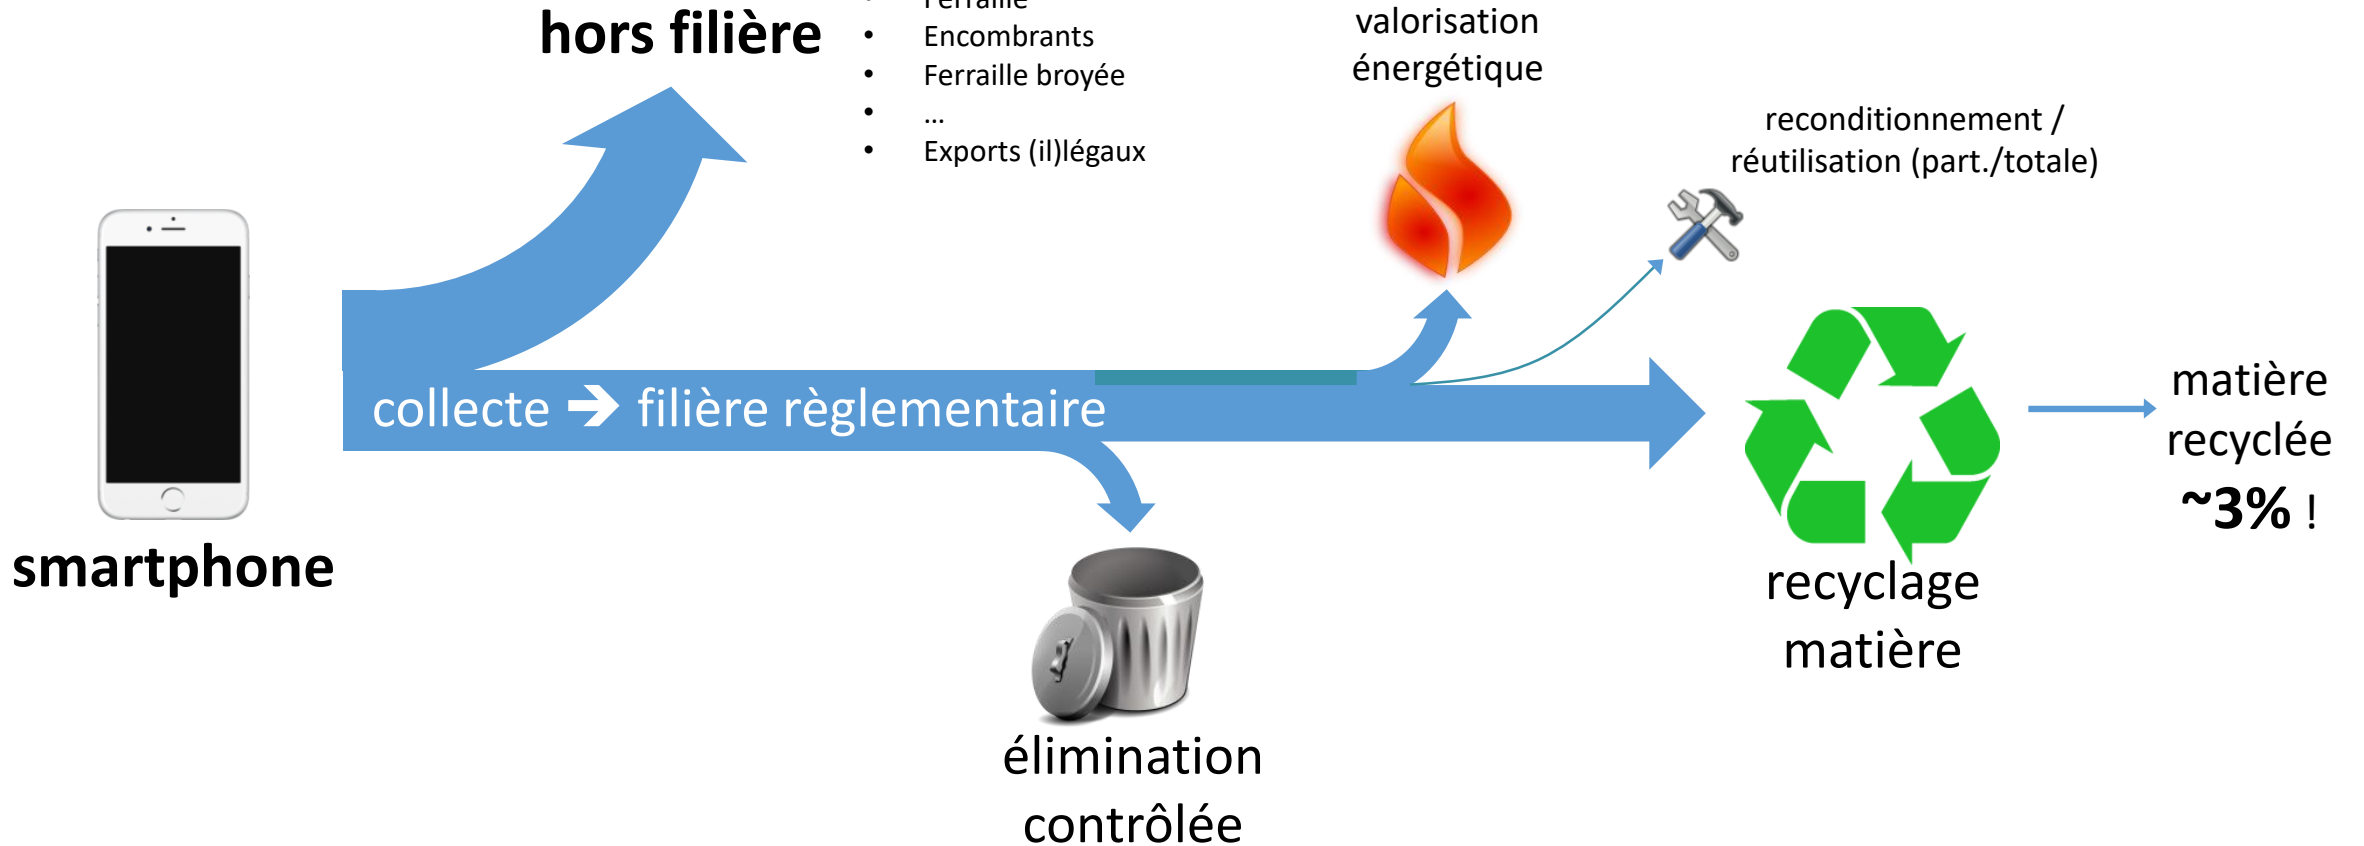 hors filière
• Ferraille
• Encombrants
• Ferraille broyée
• ...
• Exports (il)légaux
valorisation
énergétique
reconditionnement /
réutilisation (part./totale)
smartphone
collecte ➔ filière règlementaire
élimination
contrôlée
recyclage
matière
matière
recyclée
~3% !